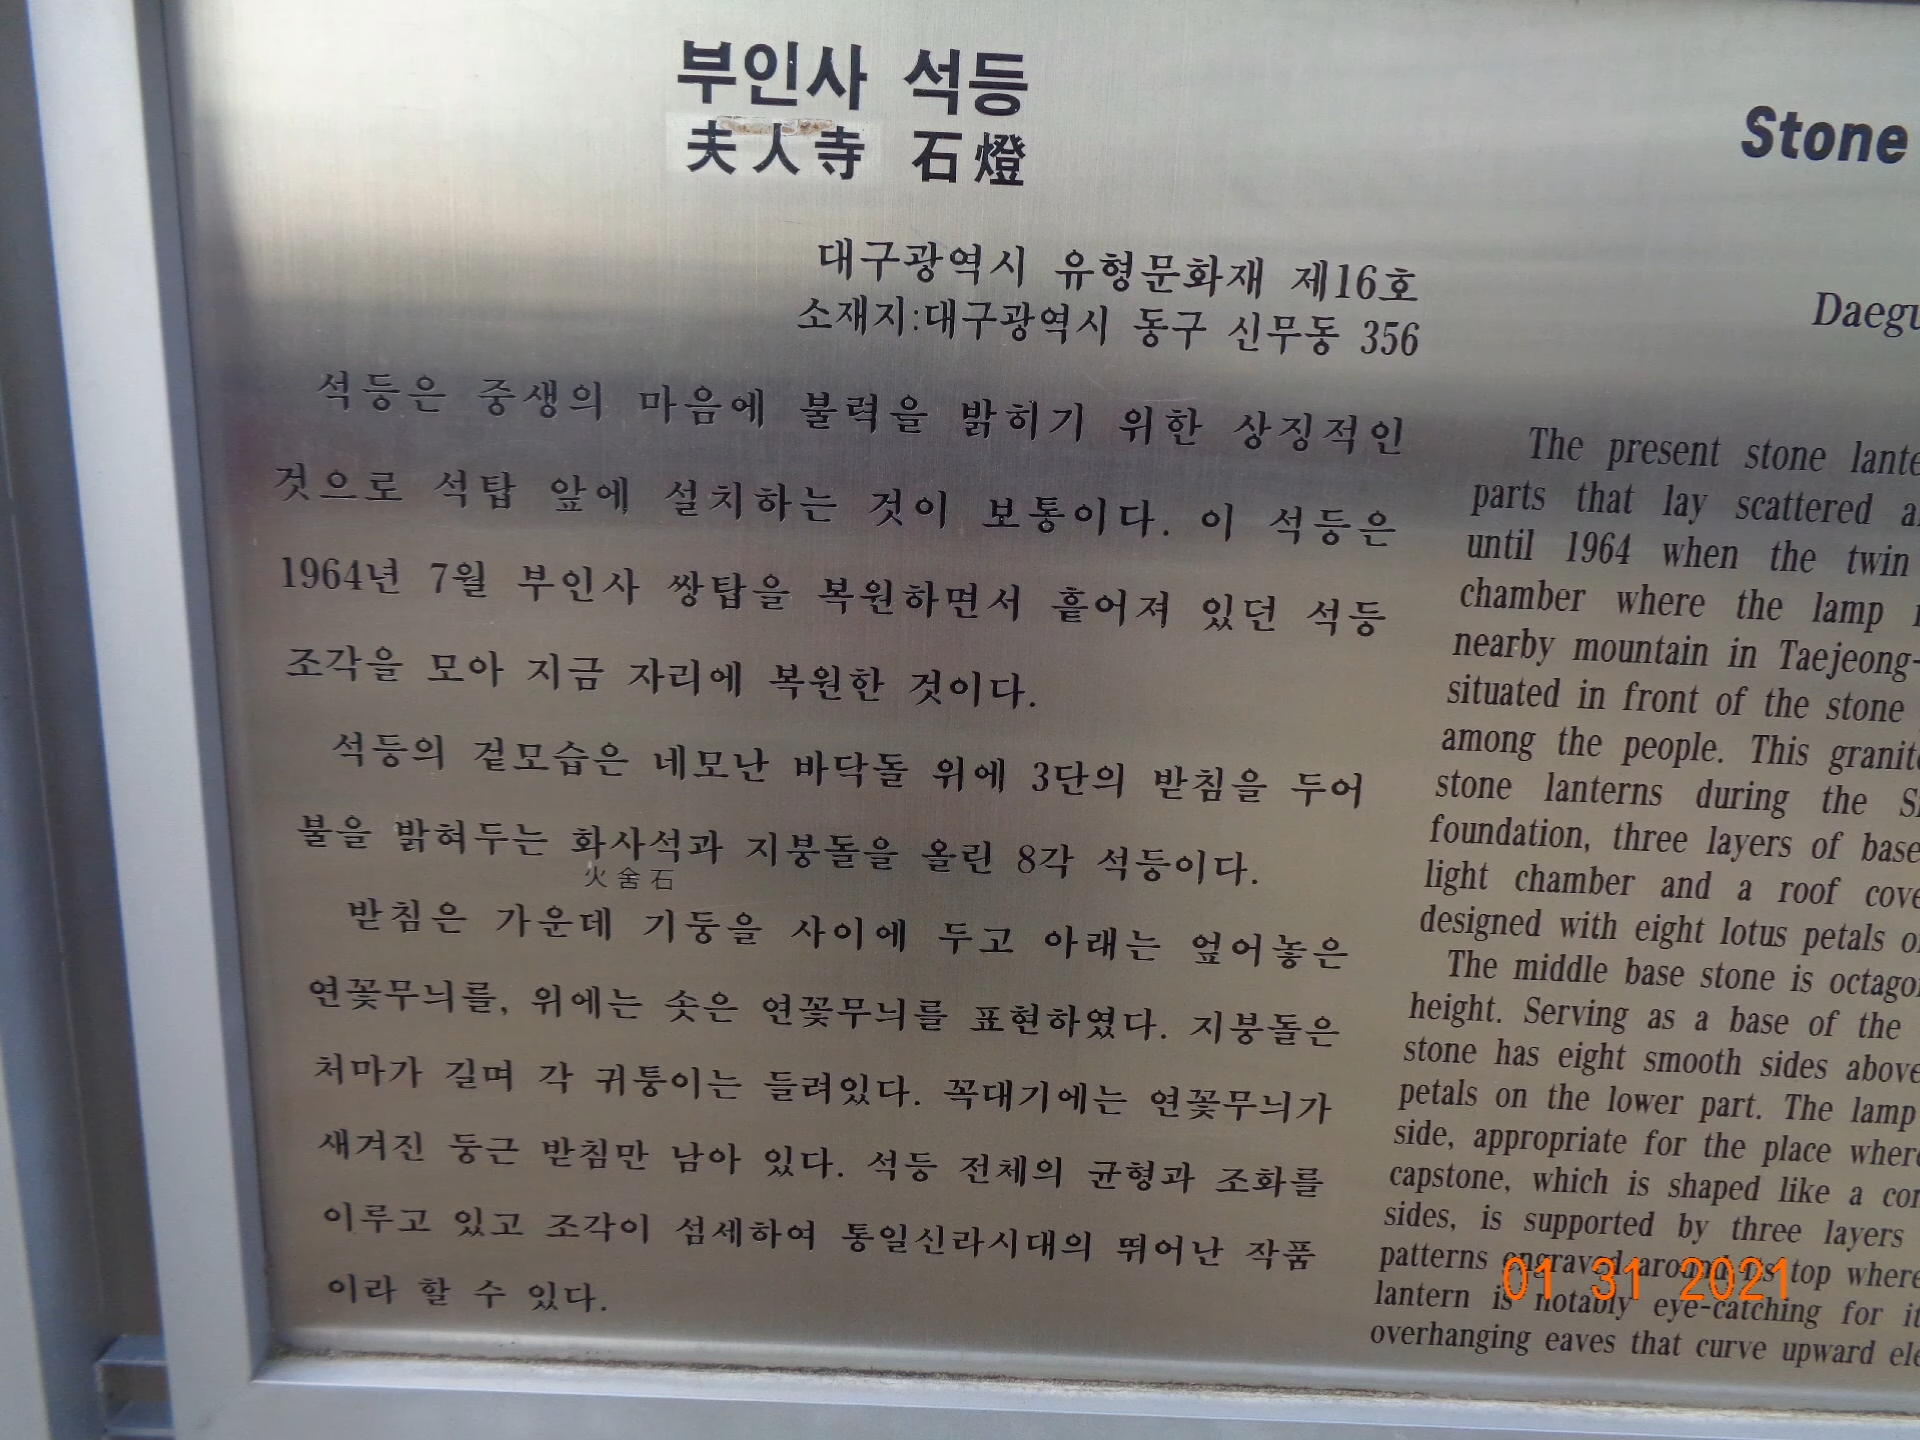 부인사 석등
夫人寺 石燈
대구광역시 유형문화재 제16호
소재지:대구광역시 동구 신무동 356
석등은 중생의 마음에 불력을 밝히기 위한 상징적인
것으로 석탑 앞에 설치하는 것이 보통이다. 이 석등은
1964년 7월 부인사 쌍탑을 복원하면서 흩어져 있던 석등
조각을 모아 지금 자리에 복원한 것이다.
석등의 겉모습은 네모난 바닥돌 위에 3단의 받침을 두어
불을 밝혀두는 화사석과 지붕돌을 올린 8각 석등이다.
火舍石
받침은 가운데 기둥을 사이에 두고 아래는 엎어놓은
연꽃무늬를, 위에는 솟은 연꽃무늬를 표현하였다. 지붕돌은
처마가 길며 각 귀퉁이는 들려있다. 꼭대기에는 연꽃무늬가
새겨진 둥근 받침만 남아 있다. 석등 전체의 균형과 조화를
이루고 있고 조각이 섬세하여 통일신라시대의 뛰어난 작품
이라 할 수 있다.
Stone
Daegu
The present stone
parts that lay scattered
until 1964 when the twin
chamber where the lamp
nearby mountain in Taejeong-
situated in front of the stone
among the people. This
stone lanterns during the
foundation, three layers of
light chamber and a roof
designed with eight lotus petals
The middle base stone is
height. Serving as a base of the
stone has eight smooth sides
petals on the lower part. The lamp
side, appropriate for the place
capstone, which is shaped like a
sides, is supported by three layers
patterns engraved around its top
lantern is notably eye-catching for
overhanging eaves that curve upward
01 31 2021